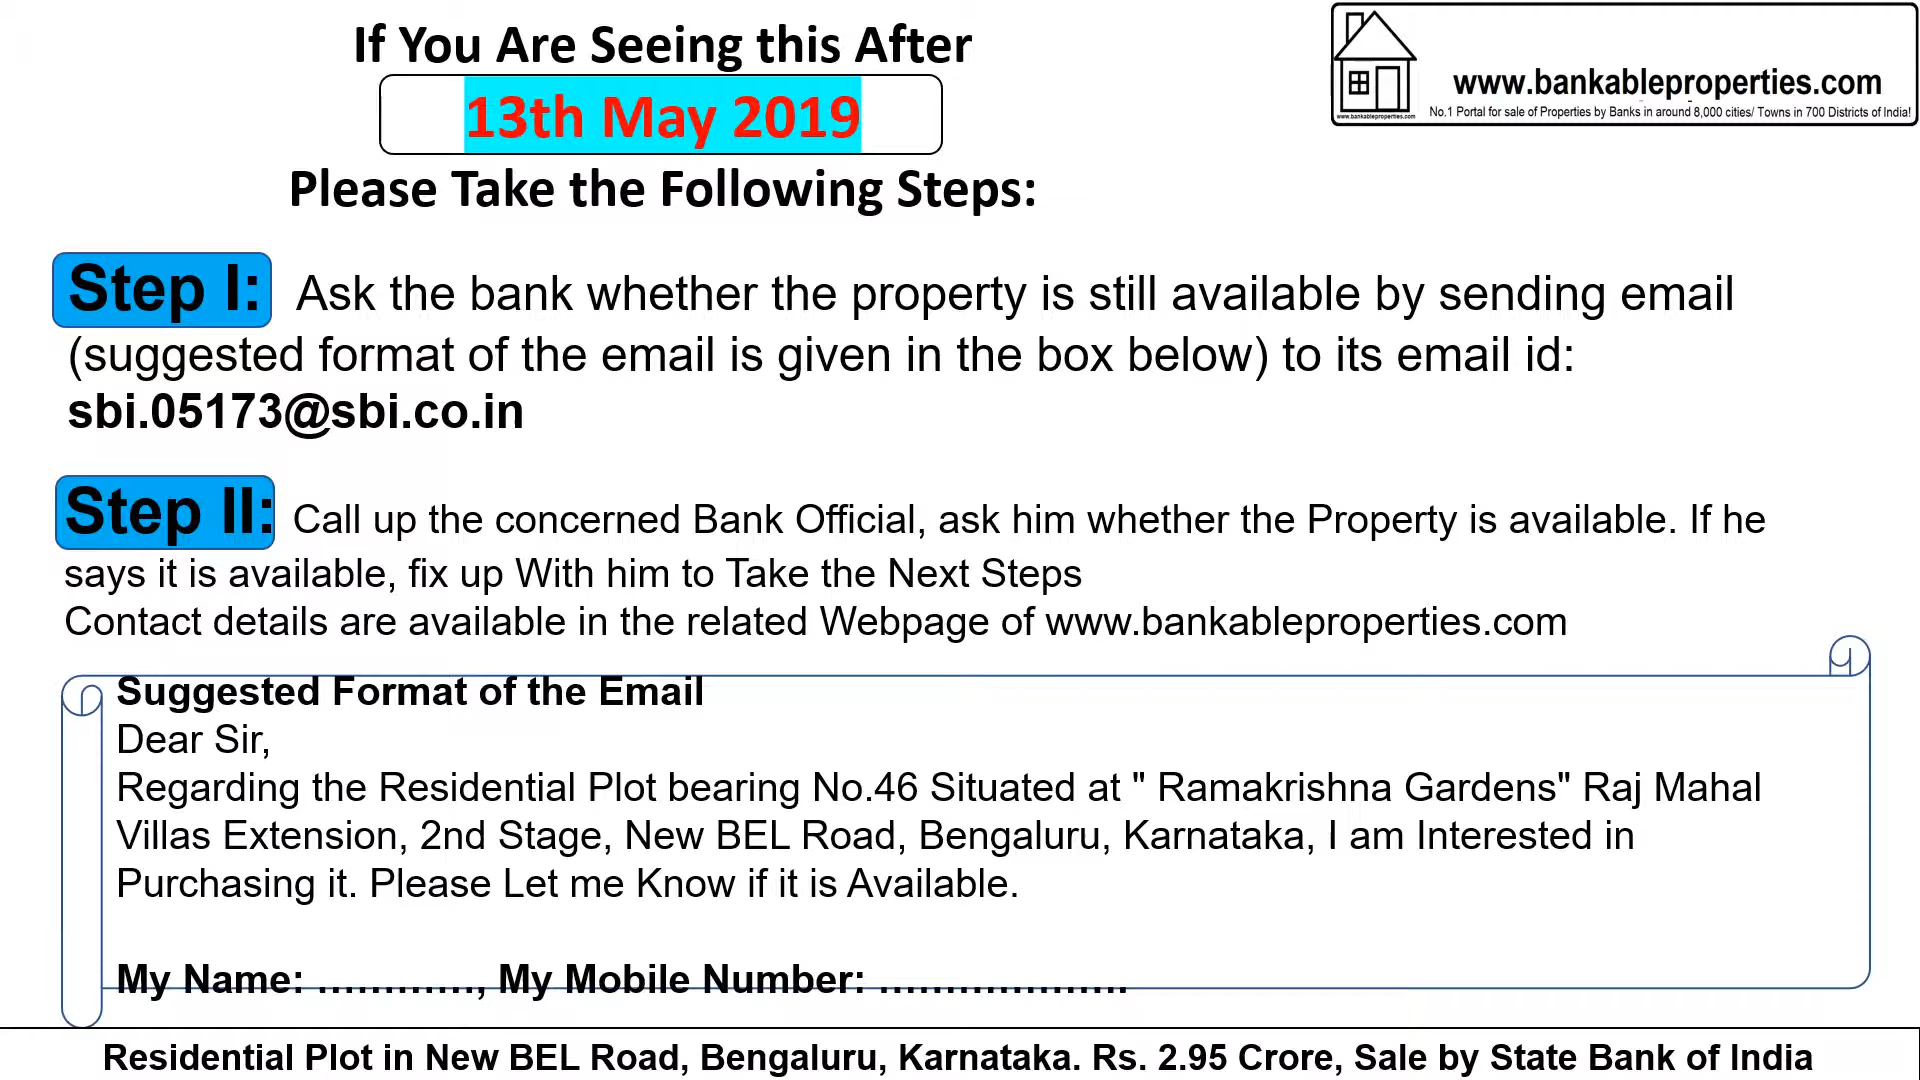 If You Are Seeing this After
13th May 2019
Please Take the Following Steps:
www.bankableproperties.com
No.1 Portal for sale of Properties by Banks in around 8,000 cities/ Towns in 700 Districts of India!
www.bankableproperties.com
Step I: Ask the bank whether the property is still available by sending email
(suggested format of the email is given in the box below) to its email id:
sbi.05173@sbi.co.in
Step II: Call up the concerned Bank Official, ask him whether the Property is available. If he
says it is available, fix up With him to Take the Next Steps
Contact details are available in the related Webpage of www.bankableproperties.com
Suggested Format of the Email
Dear Sir,
Regarding the Residential Plot bearing No.46 Situated at " Ramakrishna Gardens" Raj Mahal
Villas Extension, 2nd Stage, New BEL Road, Bengaluru, Karnataka, I am Interested in
Purchasing it. Please Let me Know if it is Available.
My Name: …………, My Mobile Number: ……………….
Residential Plot in New BEL Road, Bengaluru, Karnataka. Rs. 2.95 Crore, Sale by State Bank of India